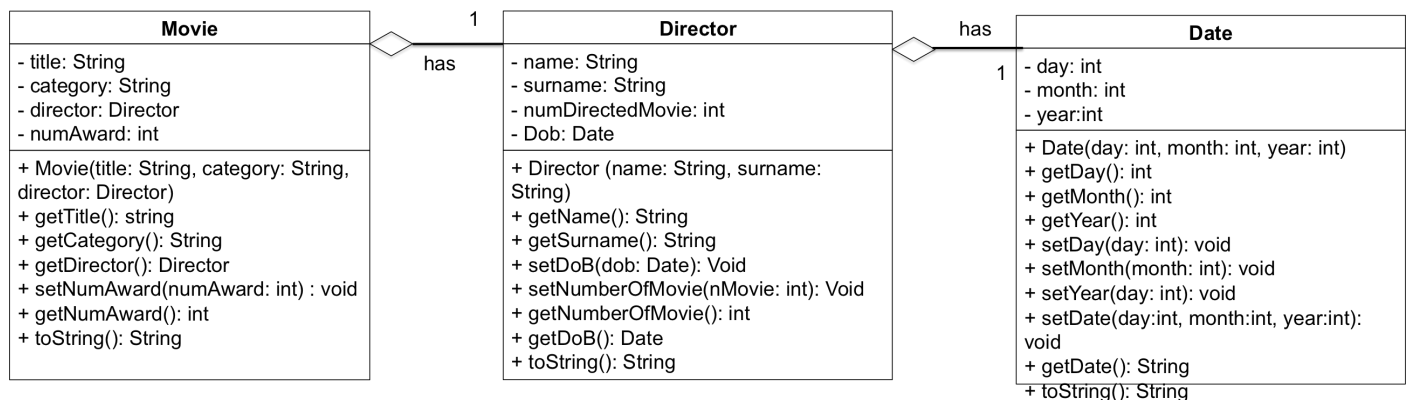 Movie
- title: String
- category: String
- director: Director
- numAward: int
+ Movie(title: String, category: String,
director: Director)
+ getTitle(): string
+ getCategory(): String
+ getDirector(): Director
+ setNumAward(numAward: int) : void
+ getNumAward(): int
+ toString(): String
1
has
Director
- name: String
- surname: String
- numDirectedMovie: int
- Dob: Date
+ Director (name: String, surname:
String)
+ getName(): String
+ getSurname(): String
+ setDoB(dob: Date): Void
+ setNumberOfMovie(nMovie: int): Void
+ getNumberOfMovie(): int
+ getDoB(): Date
+ toString(): String
has
1
Date
- day: int
- month: int
- year:int
+ Date(day: int, month: int, year: int)
+ getDay(): int
+ getMonth(): int
+ getYear(): int
+ setDay(day: int): void
+ setMonth(month: int): void
+ setYear(day: int): void
+ setDate(day:int, month:int, year:int):
void
+ getDate(): String
+ toString(): String